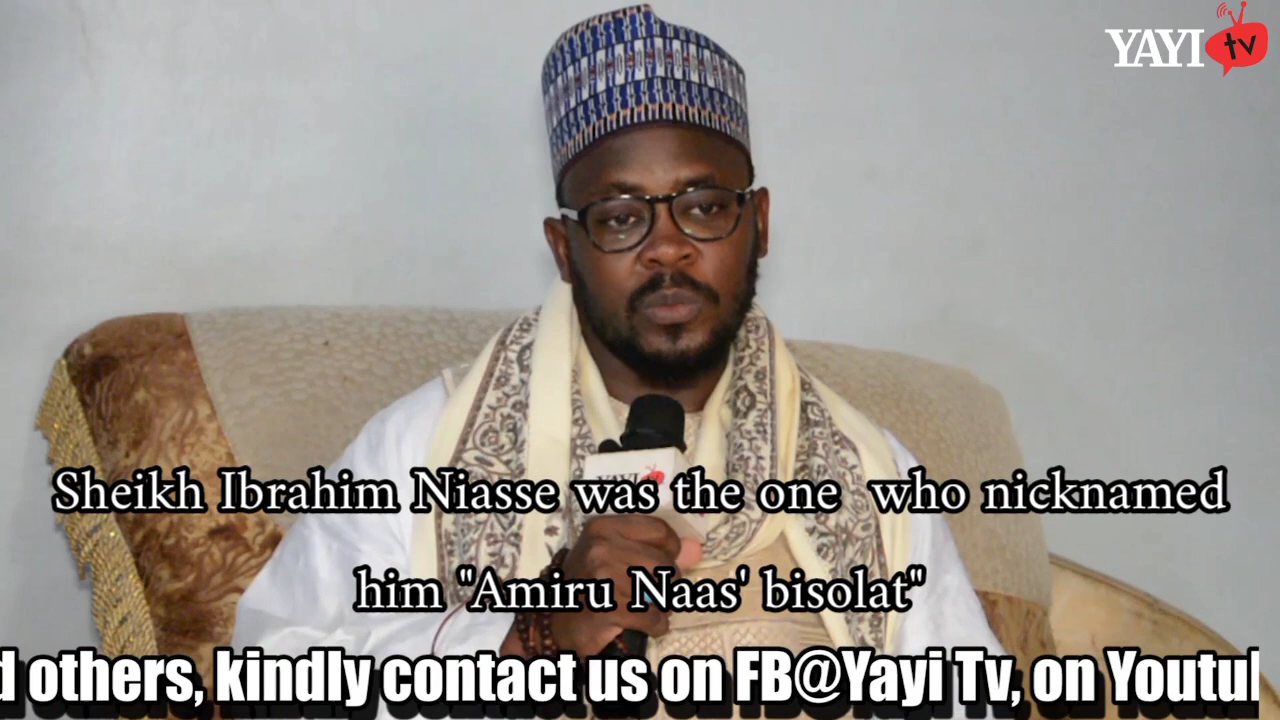 YAYI tv
YAYI
Sheikh Ibrahim Niasse was the one who nicknamed
him "Amiru Naas' bisolat"
others, kindly contact us on FB@Yayi Tv, on